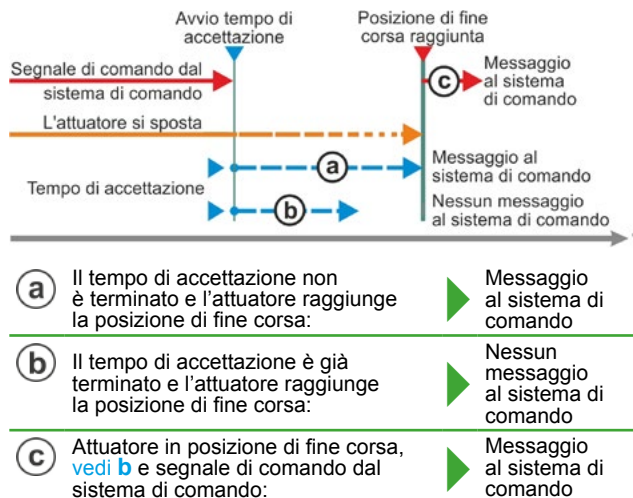 Avvio tempo di
accettazione
Posizione di fine
corsa raggiunta
Segnale di comando dal
sistema di comando
c
Messaggio
al sistema
di comando
L'attuatore si sposta
Tempo di accettazione
a
Messaggio al
sistema di comando
b
Nessun messaggio
al sistema di comando
a
Il tempo di accettazione non
è terminato e l'attuatore raggiunge
la posizione di fine corsa:
Messaggio
al sistema di
comando
b
Il tempo di accettazione è già
terminato e l'attuatore raggiunge
la posizione di fine corsa:
Nessun
messaggio
al sistema di
comando
c
Attuatore in posizione di fine corsa,
vedi b e segnale di comando dal
sistema di comando:
Messaggio
al sistema di
comando